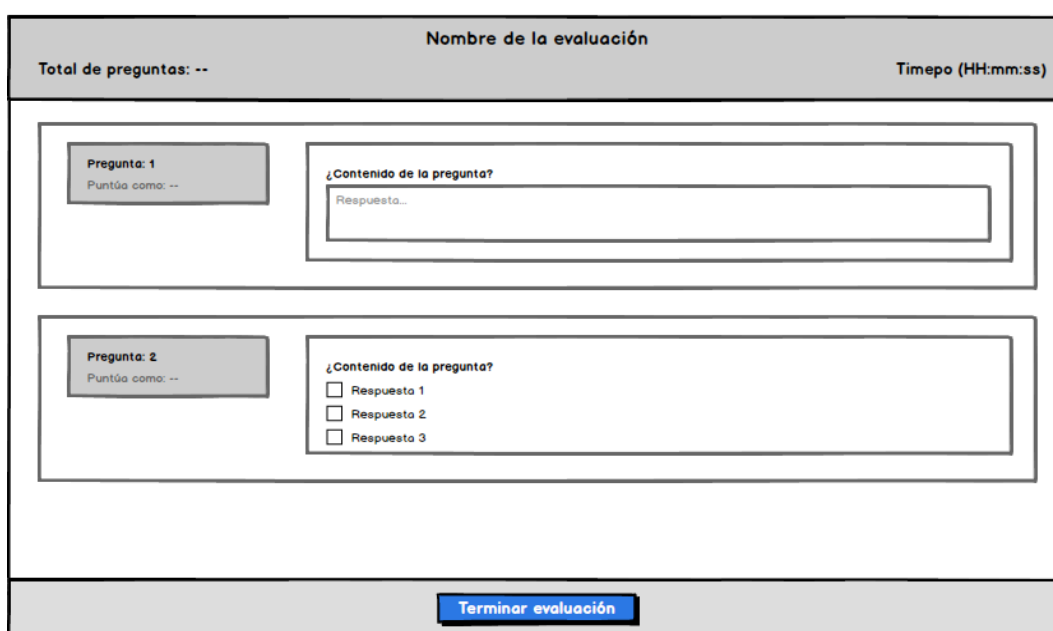 Nombre de la evaluación
Total de preguntas: --
Timepo (HH:mm:ss)
Pregunta: 1
Puntúa como: --
¿Contenido de la pregunta?
Respuesta...
Pregunta: 2
Puntúa como: --
¿Contenido de la pregunta?
Respuesta 1
Respuesta 2
Respuesta 3
Terminar evaluación